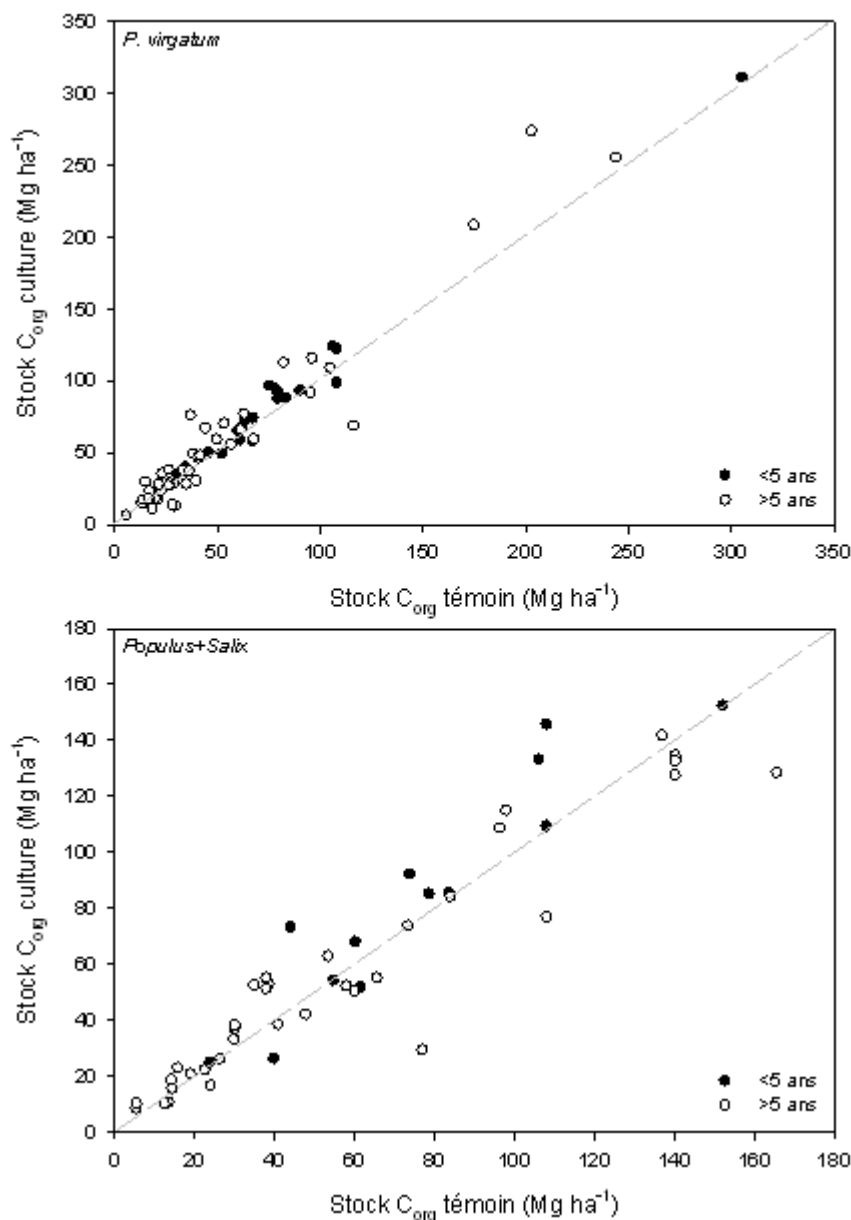 P. virgatum
Stock Corg culture (Mg ha⁻¹)
350
300
250
200
150
100
50
0
<5 ans
>5 ans
0 50 100 150 200 250 300 350
Stock Corg témoin (Mg ha⁻¹)
Populus+Salix
Stock Corg culture (Mg ha⁻¹)
180
160
140
120
100
80
60
40
20
0
<5 ans
>5 ans
0 20 40 60 80 100 120 140 160 180
Stock Corg témoin (Mg ha⁻¹)